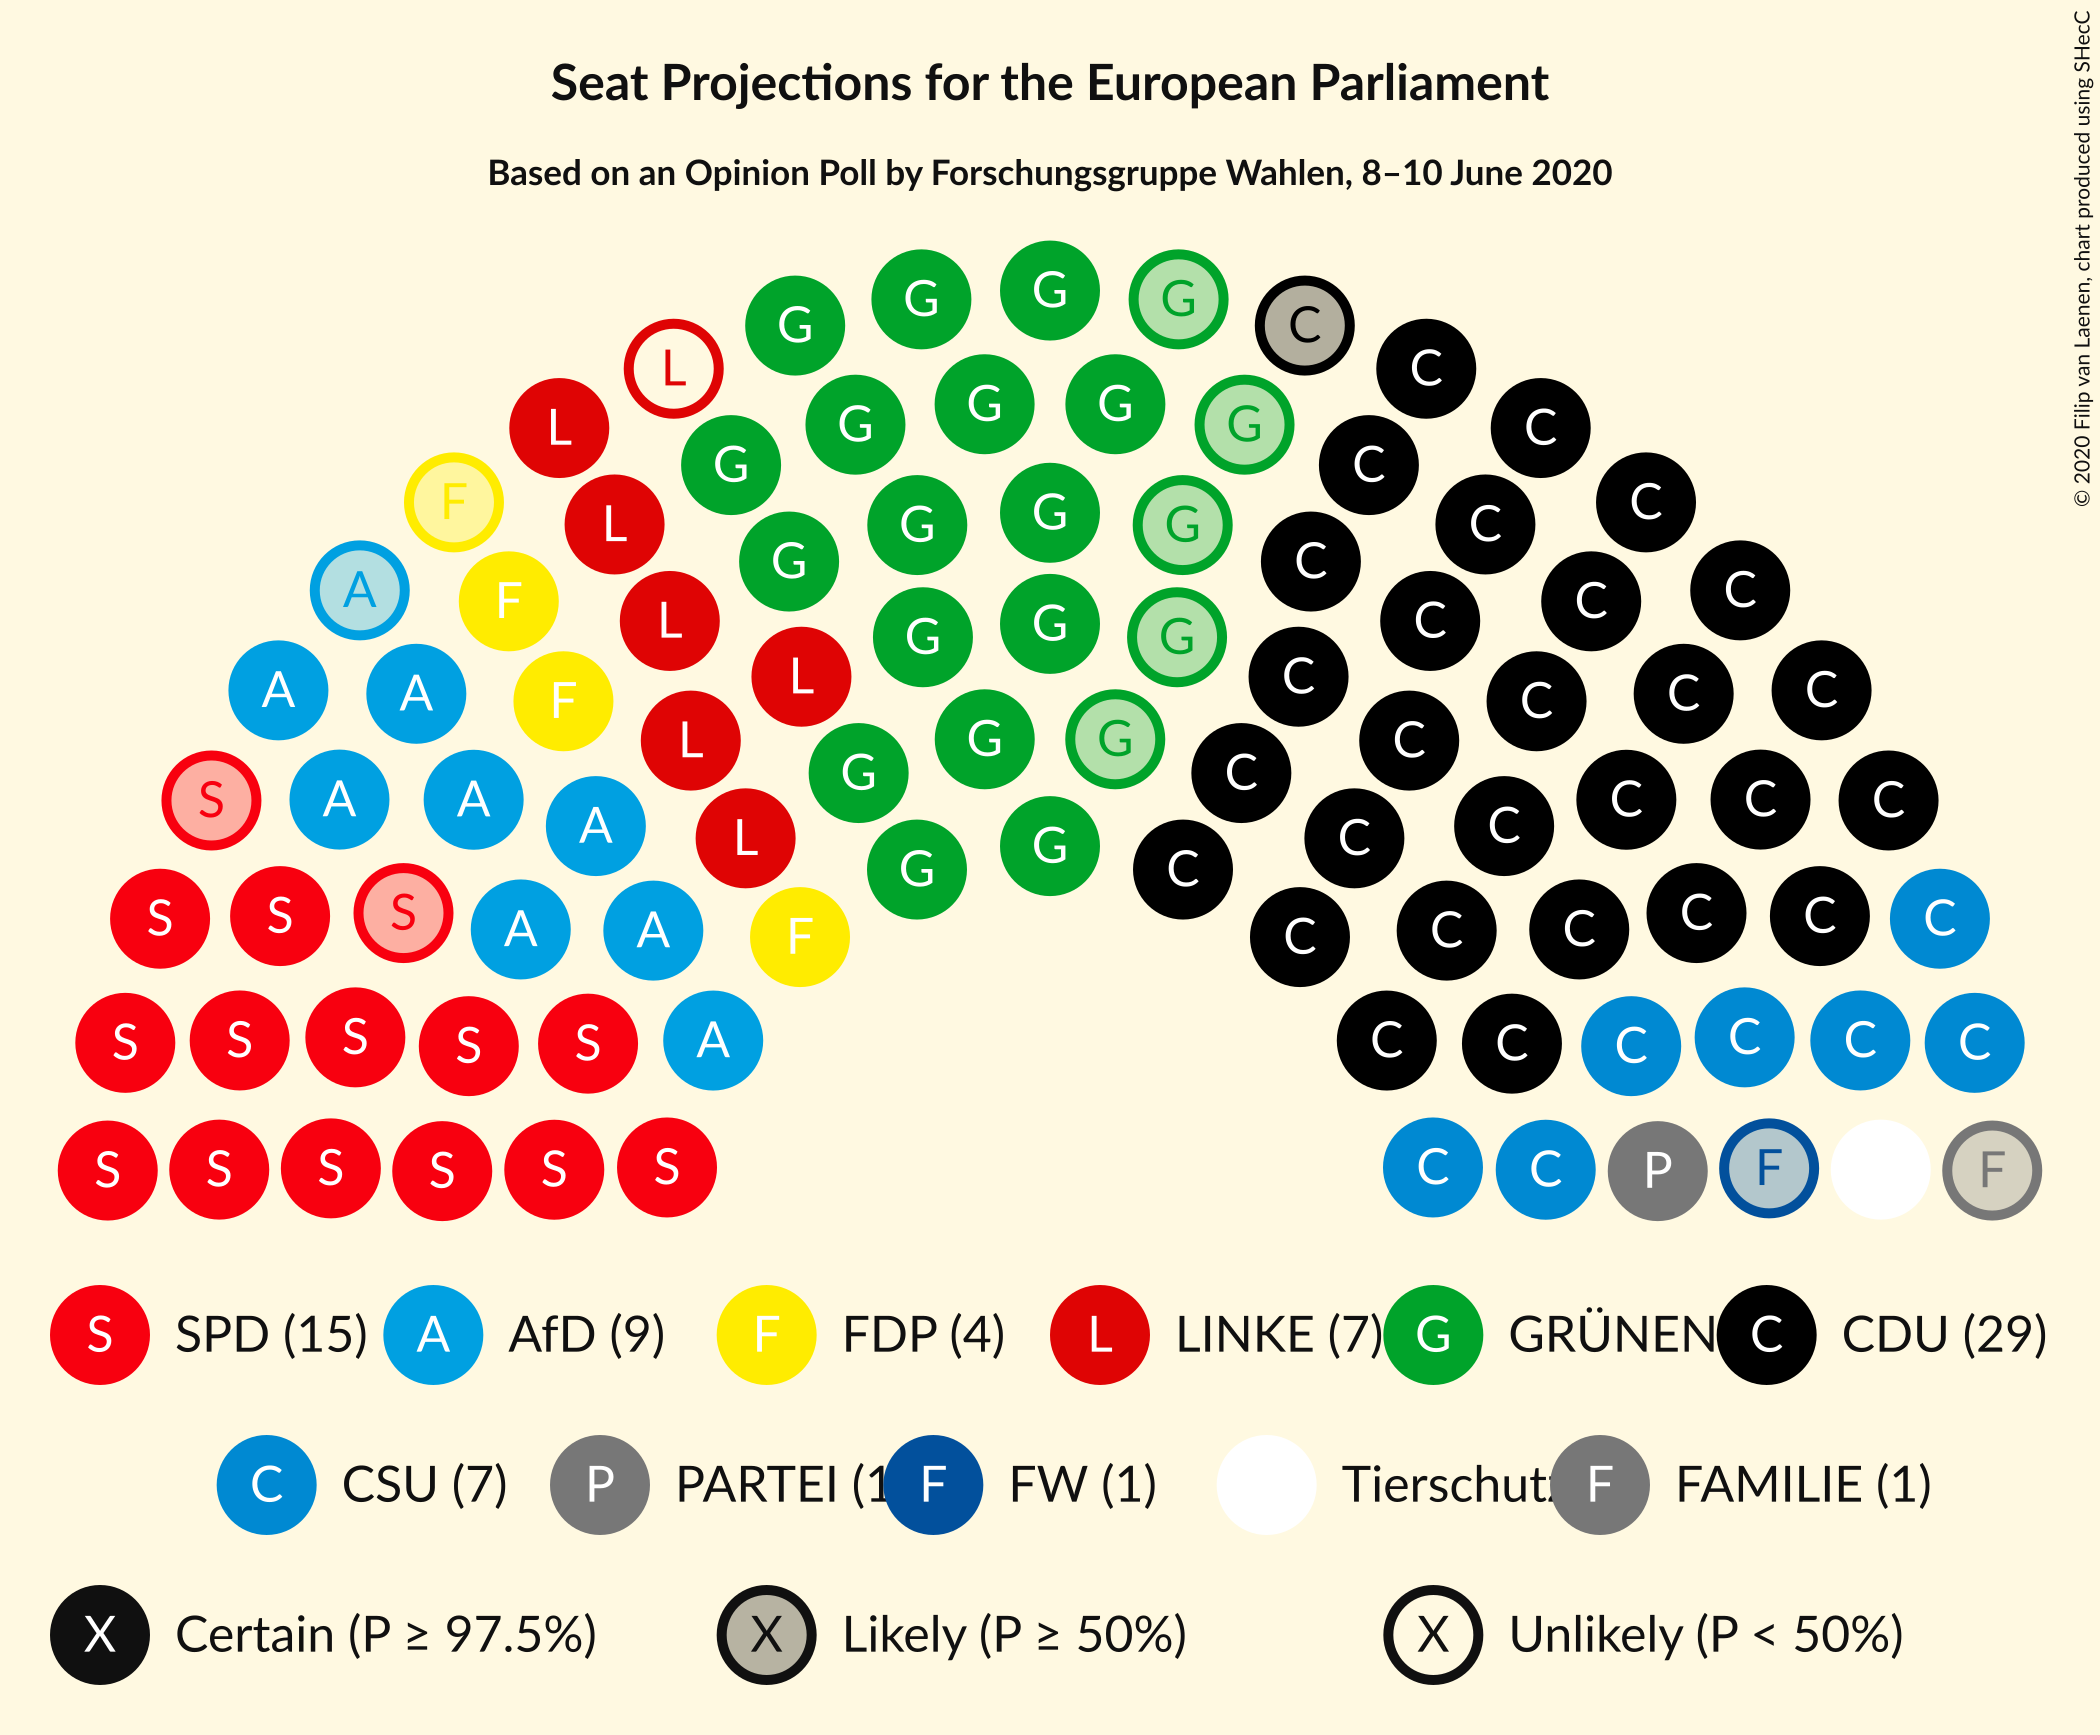 Seat Projections for the European Parliament
Based on an Opinion Poll by Forschungsgruppe Wahlen, 8–10 June 2020
© 2020 Filip van Laenen, chart produced using SHecC
G G G G C
L G G G G G C C
L G G G G C C
F L G G G G C C C
A F L G G G C C C C
A A F L L G G G C C C C C C
S A A A L L G G G C C C C C C C
S S S A A F G G C C C C C C C
S S S S S A C C C C C C
S S S S S S C C P F F
S SPD (15) A AfD (9) F FDP (4) L LINKE (7) G GRÜNEN C CDU (29)
C CSU (7) P PARTEI (1 F FW (1) Tierschutz F FAMILIE (1)
X Certain (P ≥ 97.5%) X Likely (P ≥ 50%) X Unlikely (P < 50%)